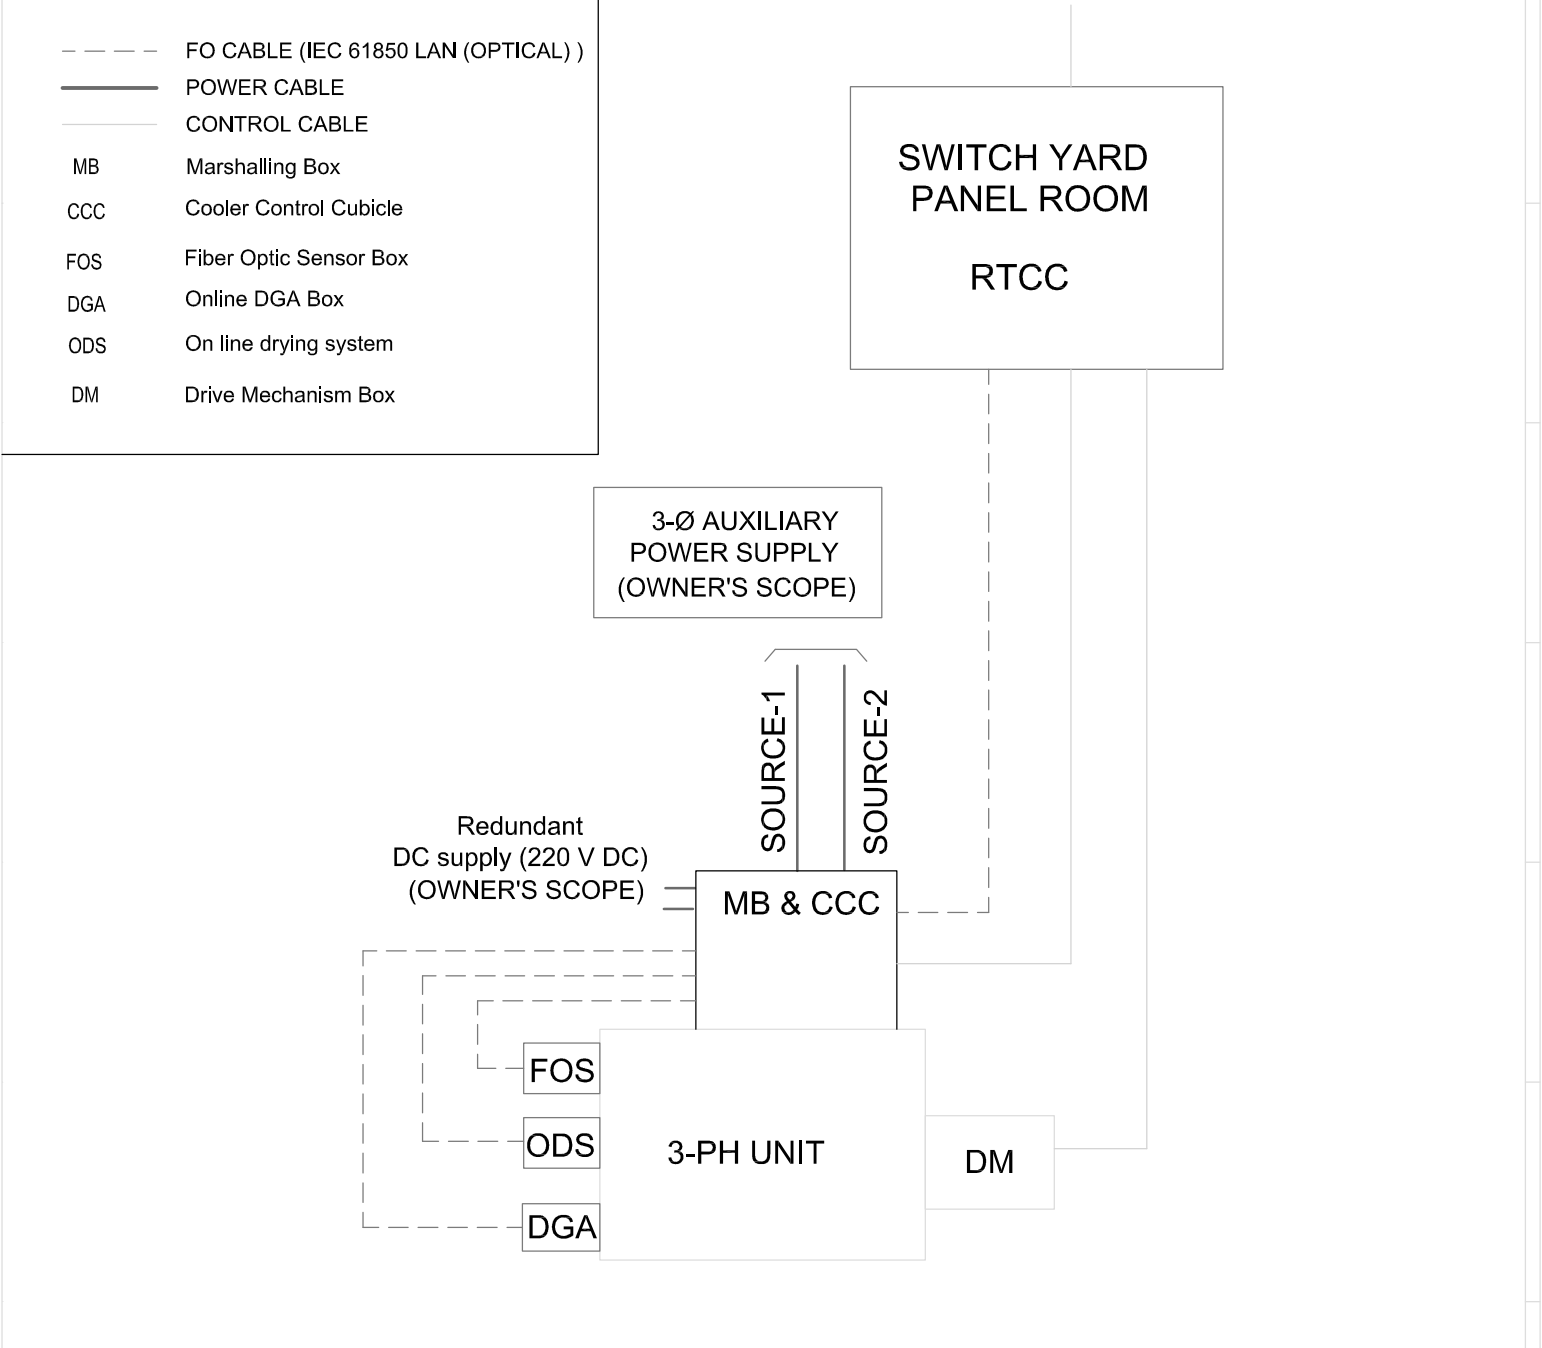 FO CABLE (IEC 61850 LAN (OPTICAL) )
POWER CABLE
CONTROL CABLE
MB Marshalling Box
CCC Cooler Control Cubicle
FOS Fiber Optic Sensor Box
DGA Online DGA Box
ODS On line drying system
DM Drive Mechanism Box
SWITCH YARD
PANEL ROOM
RTCC
3-Ø AUXILIARY
POWER SUPPLY
(OWNER'S SCOPE)
SOURCE-1
SOURCE-2
Redundant
DC supply (220 V DC)
(OWNER'S SCOPE)
MB & CCC
FOS
ODS
DGA
3-PH UNIT
DM